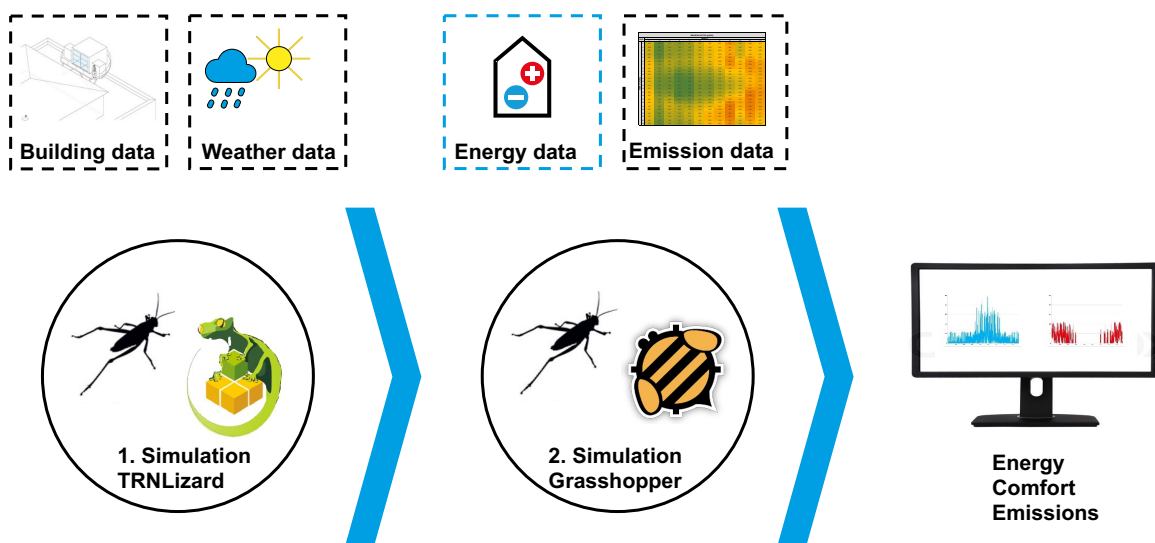 Building data
Weather data
Energy data
Emission data
1. Simulation
TRNLizard
2. Simulation
Grasshopper
Energy
Comfort
Emissions